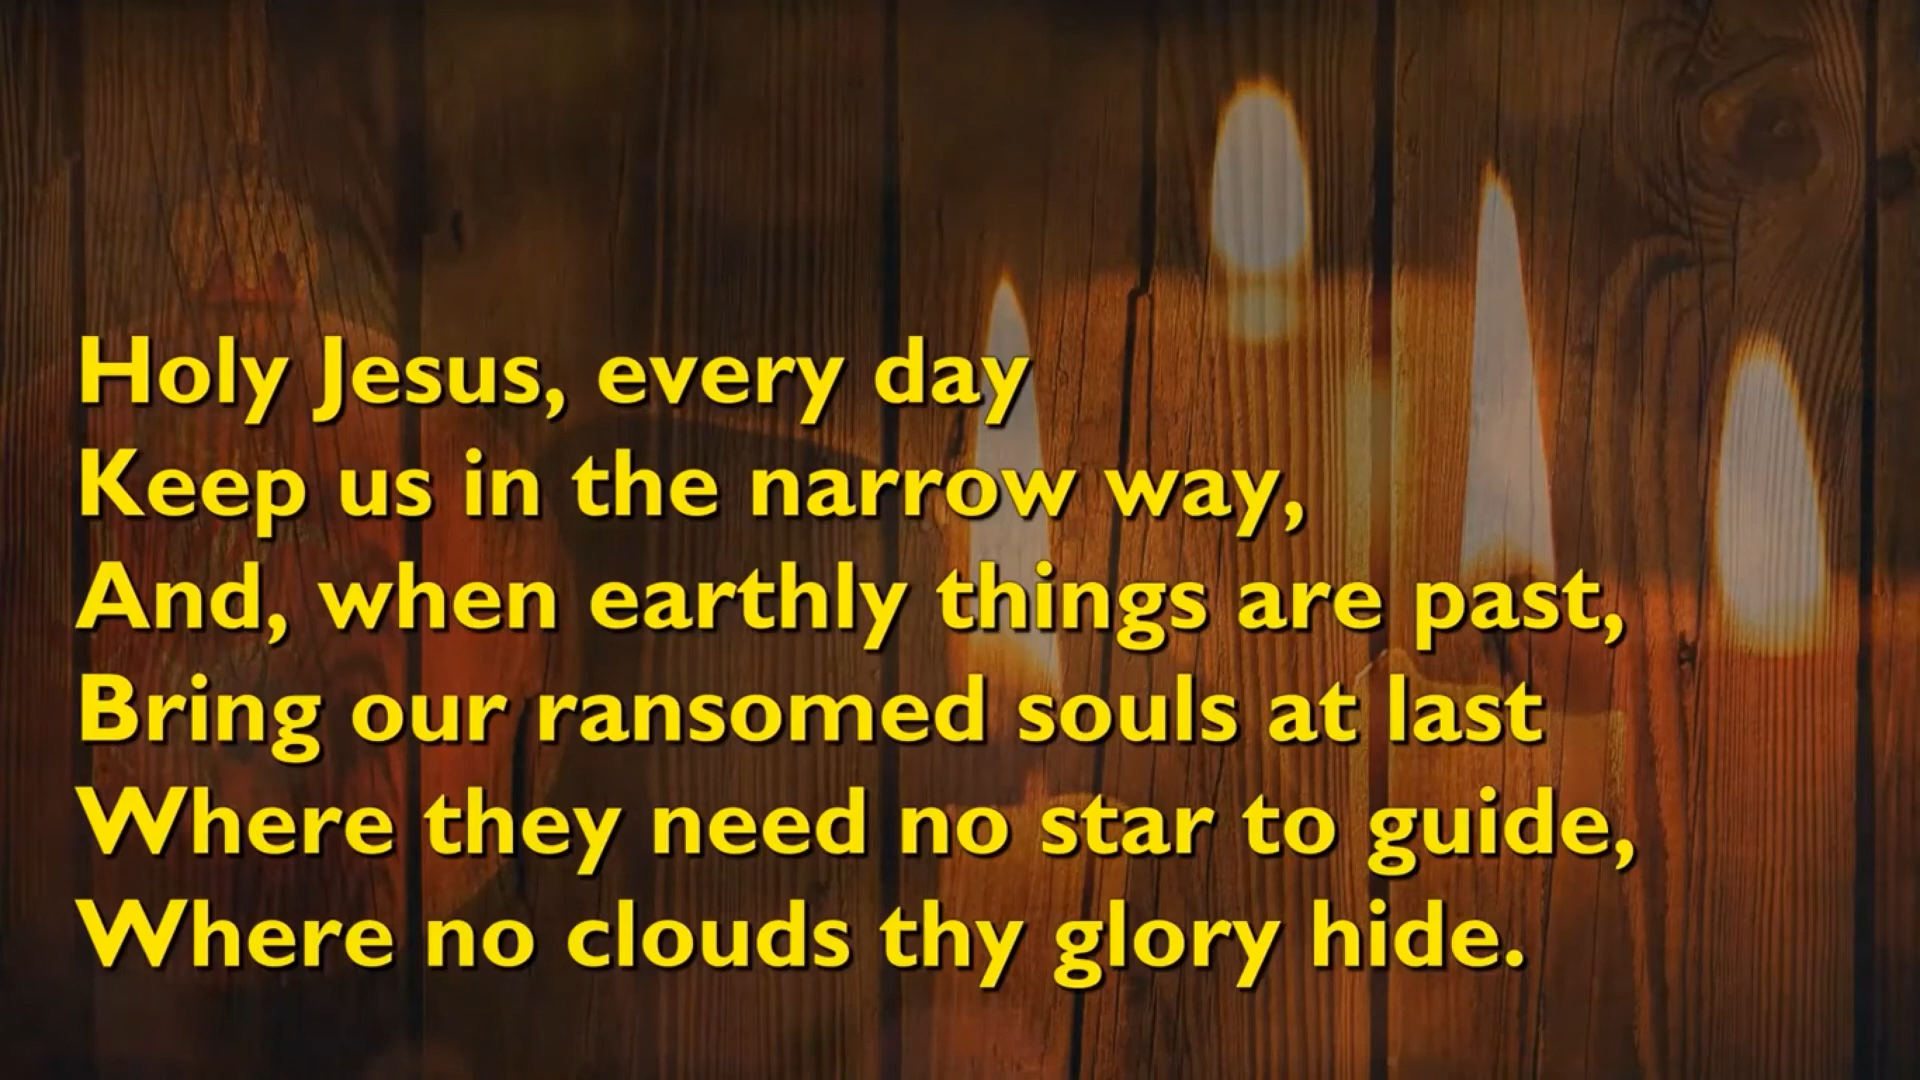 Holy Jesus, every day
Keep us in the narrow way,
And, when earthly things are past,
Bring our ransomed souls at last
Where they need no star to guide,
Where no clouds thy glory hide.